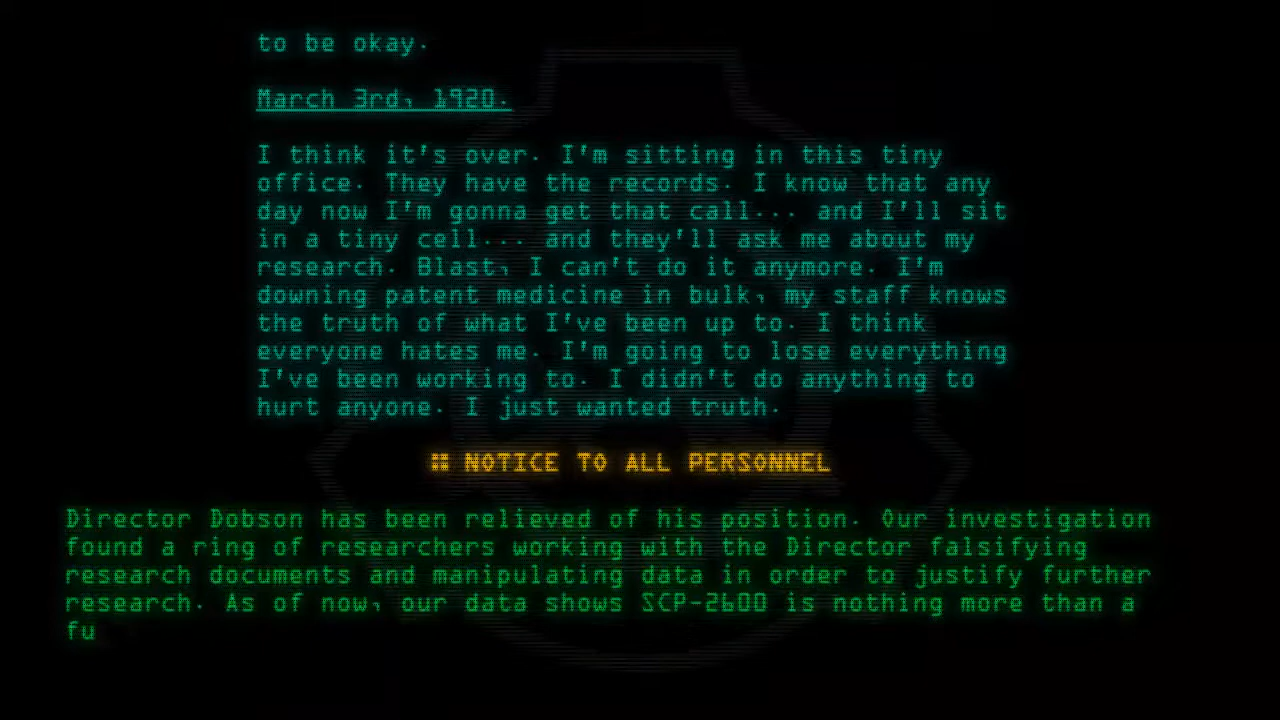 to be okay.
March 3rd, 1920.
I think it's over. I'm sitting in this tiny
office. They have the records. I know that any
day now I'm gonna get that call... and I'll sit
in a tiny cell... and they'll ask me about my
research. Blast, I can't do it anymore. I'm
downing patent medicine in bulk, my staff knows
the truth of what I've been up to. I think
everyone hates me. I'm going to lose everything
I've been working to. I didn't do anything to
hurt anyone. I just wanted truth.
:: NOTICE TO ALL PERSONNEL
Director Dobson has been relieved of his position. Our investigation
found a ring of researchers working with the Director falsifying
research documents and manipulating data in order to justify further
research. As of now, our data shows SCP-2600 is nothing more than a
fu